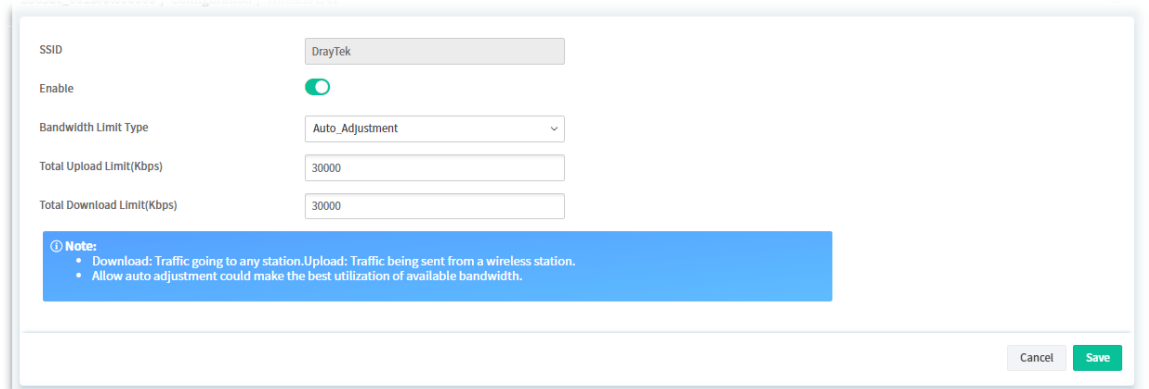 SSID
DrayTek
Enable
Bandwidth Limit Type
Auto_Adjustment
Total Upload Limit(Kbps)
30000
Total Download Limit(Kbps)
30000
Note:
Download: Traffic going to any station.Upload: Traffic being sent from a wireless station.
Allow auto adjustment could make the best utilization of available bandwidth.
Cancel
Save